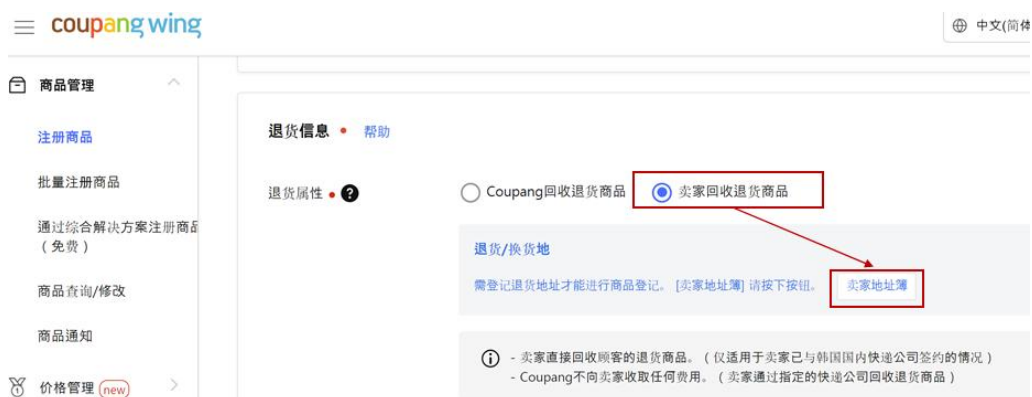 coupang wing
中文(简体
商品管理
注册商品
批量注册商品
通过综合解决方案注册商品
（免费）
商品查询/修改
商品通知
价格管理 new
退货信息 • 帮助
退货属性 • ?
Coupang回收退货商品 卖家回收退货商品
退货/换货地
需登记退货地址才能进行商品登记。 [卖家地址薄] 请按下按钮。 卖家地址薄
- 卖家直接回收顾客的退货商品。（仅适用于卖家已与韩国国内快递公司签约的情况）
- Coupang不向卖家收取任何费用。（卖家通过指定的快递公司回收退货商品）